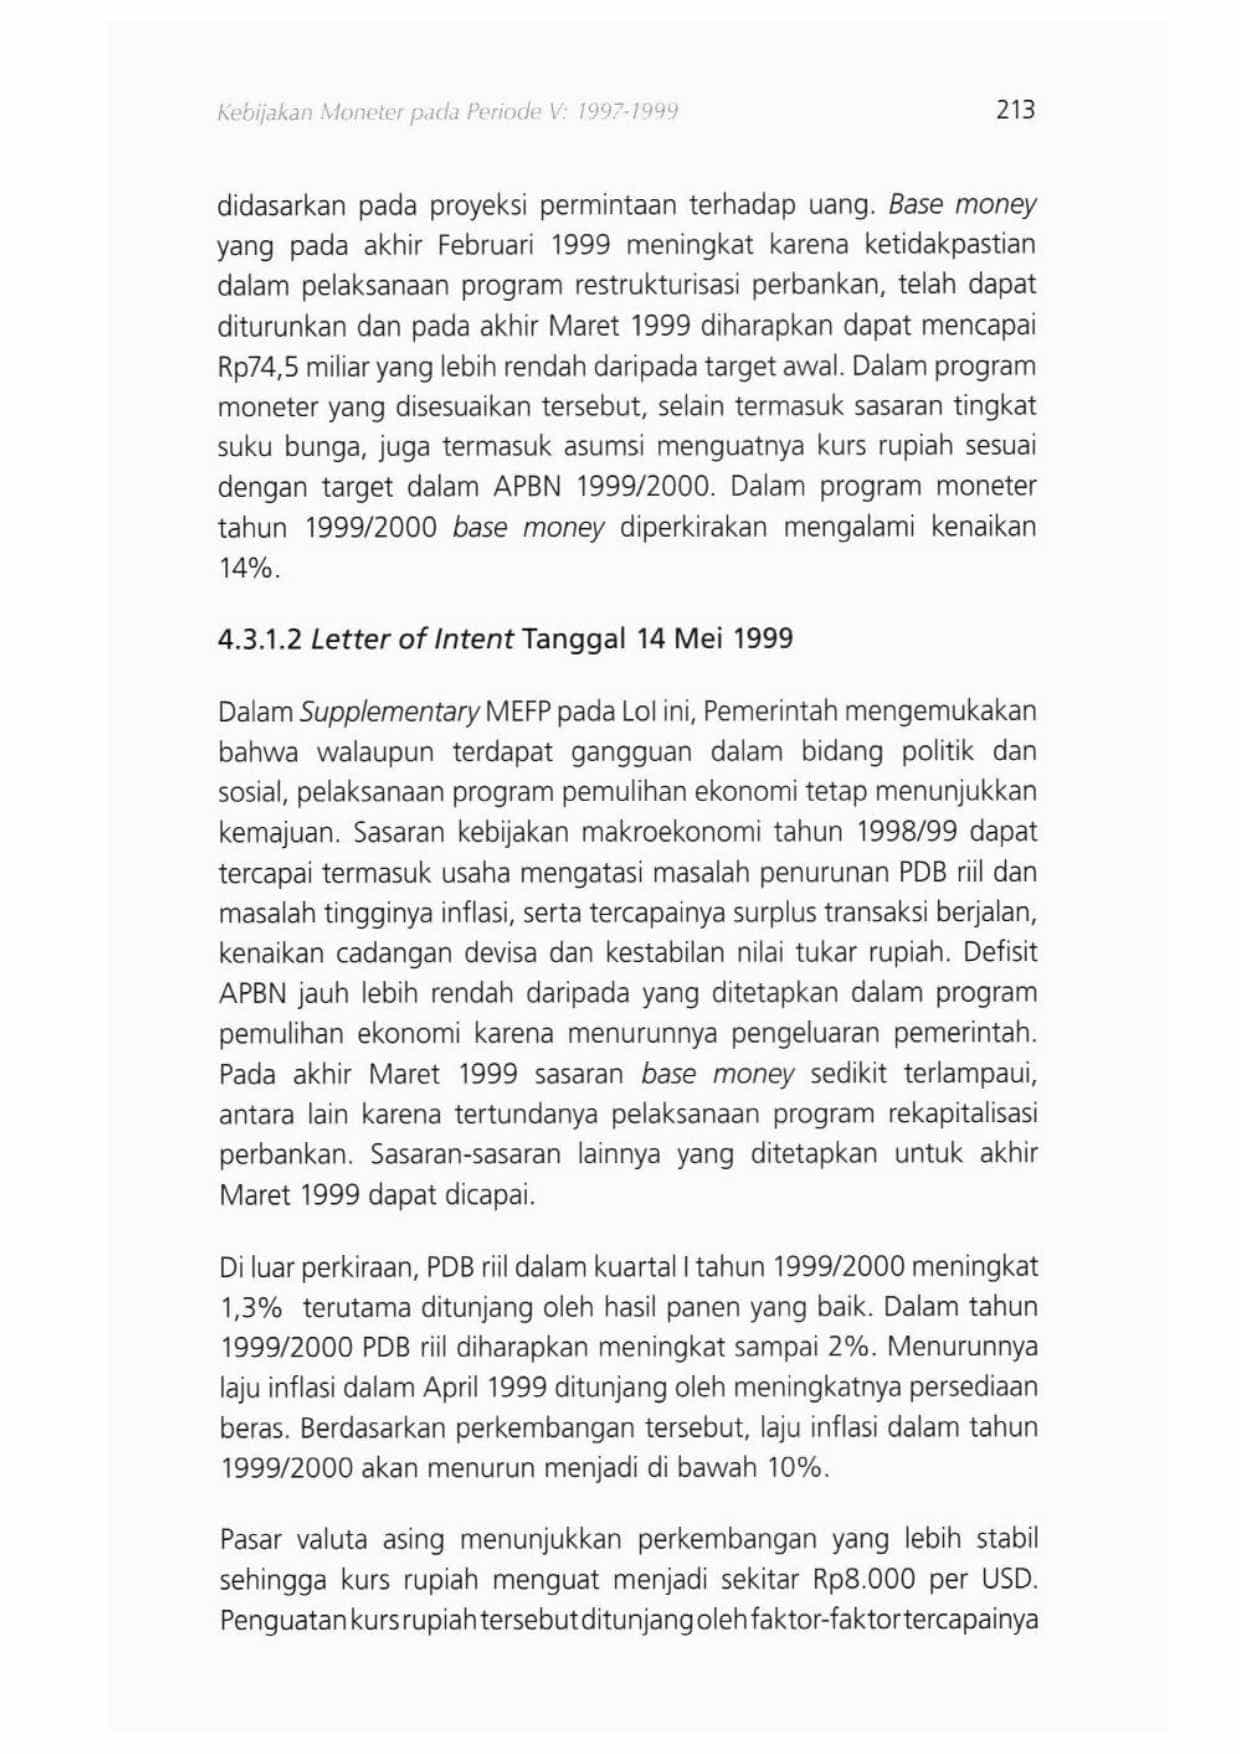 Kebijakan Moneter pada Periode V: 1997-1999 213
didasarkan pada proyeksi permintaan terhadap uang. Base money
yang pada akhir Februari 1999 meningkat karena ketidakpastian
dalam pelaksanaan program restrukturisasi perbankan, telah dapat
diturunkan dan pada akhir Maret 1999 diharapkan dapat mencapai
Rp74,5 miliar yang lebih rendah daripada target awal. Dalam program
moneter yang disesuaikan tersebut, selain termasuk sasaran tingkat
suku bunga, juga termasuk asumsi menguatnya kurs rupiah sesuai
dengan target dalam APBN 1999/2000. Dalam program moneter
tahun 1999/2000 base money diperkirakan mengalami kenaikan
14%.
4.3.1.2 Letter of Intent Tanggal 14 Mei 1999
Dalam Supplementary MEFP pada LoI ini, Pemerintah mengemukakan
bahwa walaupun terdapat gangguan dalam bidang politik dan
sosial, pelaksanaan program pemulihan ekonomi tetap menunjukkan
kemajuan. Sasaran kebijakan makroekonomi tahun 1998/99 dapat
tercapai termasuk usaha mengatasi masalah penurunan PDB riil dan
masalah tingginya inflasi, serta tercapainya surplus transaksi berjalan,
kenaikan cadangan devisa dan kestabilan nilai tukar rupiah. Defisit
APBN jauh lebih rendah daripada yang ditetapkan dalam program
pemulihan ekonomi karena menurunnya pengeluaran pemerintah.
Pada akhir Maret 1999 sasaran base money sedikit terlampaui,
antara lain karena tertundanya pelaksanaan program rekapitalisasi
perbankan. Sasaran-sasaran lainnya yang ditetapkan untuk akhir
Maret 1999 dapat dicapai.
Di luar perkiraan, PDB riil dalam kuartal I tahun 1999/2000 meningkat
1,3% terutama ditunjang oleh hasil panen yang baik. Dalam tahun
1999/2000 PDB riil diharapkan meningkat sampai 2%. Menurunnya
laju inflasi dalam April 1999 ditunjang oleh meningkatnya persediaan
beras. Berdasarkan perkembangan tersebut, laju inflasi dalam tahun
1999/2000 akan menurun menjadi di bawah 10%.
Pasar valuta asing menunjukkan perkembangan yang lebih stabil
sehingga kurs rupiah menguat menjadi sekitar Rp8.000 per USD.
Penguatan kurs rupiah tersebut ditunjang oleh faktor-faktor tercapainya